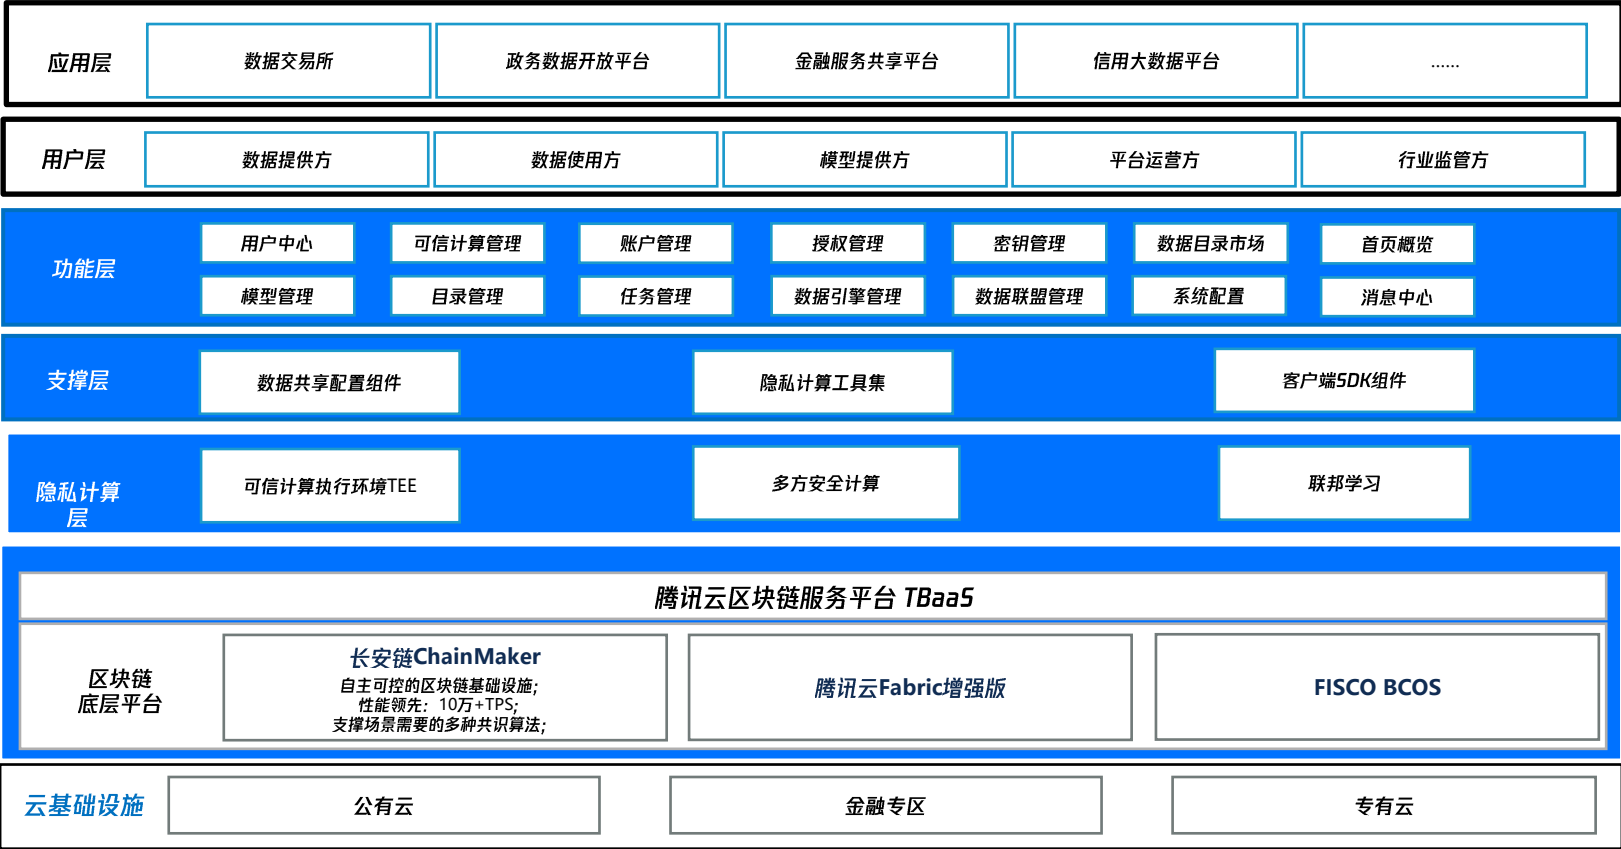 应用层
数据交易所
政务数据开放平台
金融服务共享平台
信用大数据平台
......
用户层
数据提供方
数据使用方
模型提供方
平台运营方
行业监管方
功能层
用户中心
可信计算管理
账户管理
授权管理
密钥管理
数据目录市场
首页概览
模型管理
目录管理
任务管理
数据引擎管理
数据联盟管理
系统配置
消息中心
支撑层
数据共享配置组件
隐私计算工具集
客户端SDK组件
隐私计算
层
可信计算执行环境TEE
多方安全计算
联邦学习
腾讯云区块链服务平台 TBaaS
区块链
底层平台
长安链ChainMaker
自主可控的区块链基础设施;
性能领先：10万+TPS;
支撑场景需要的多种共识算法;
腾讯云Fabric增强版
FISCO BCOS
云基础设施
公有云
金融专区
专有云